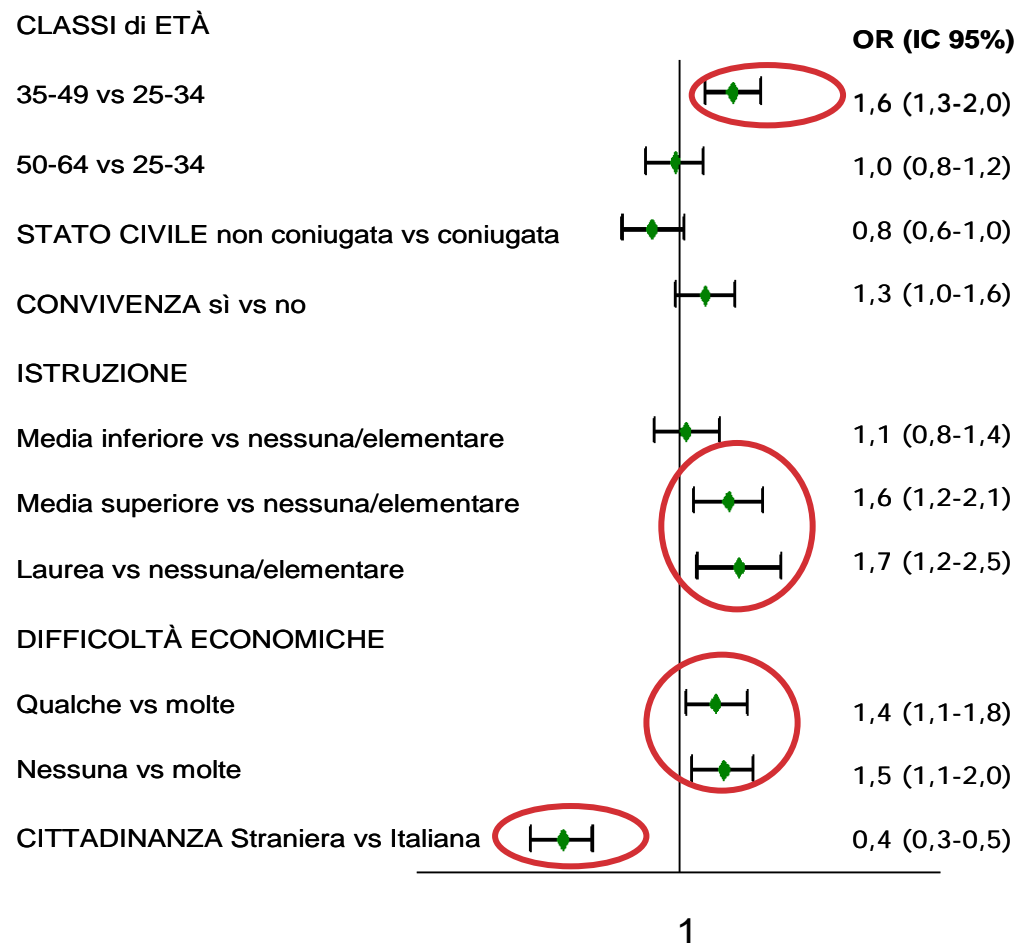 CLASSI di ETÀ
OR (IC 95%)
35-49 vs 25-34 1,6 (1,3-2,0)
50-64 vs 25-34 1,0 (0,8-1,2)
STATO CIVILE non coniugata vs coniugata 0,8 (0,6-1,0)
CONVIVENZA sì vs no 1,3 (1,0-1,6)
ISTRUZIONE
Media inferiore vs nessuna/elementare 1,1 (0,8-1,4)
Media superiore vs nessuna/elementare 1,6 (1,2-2,1)
Laurea vs nessuna/elementare 1,7 (1,2-2,5)
DIFFICOLTÀ ECONOMICHE
Qualche vs molte 1,4 (1,1-1,8)
Nessuna vs molte 1,5 (1,1-2,0)
CITTADINANZA Straniera vs Italiana 0,4 (0,3-0,5)
1